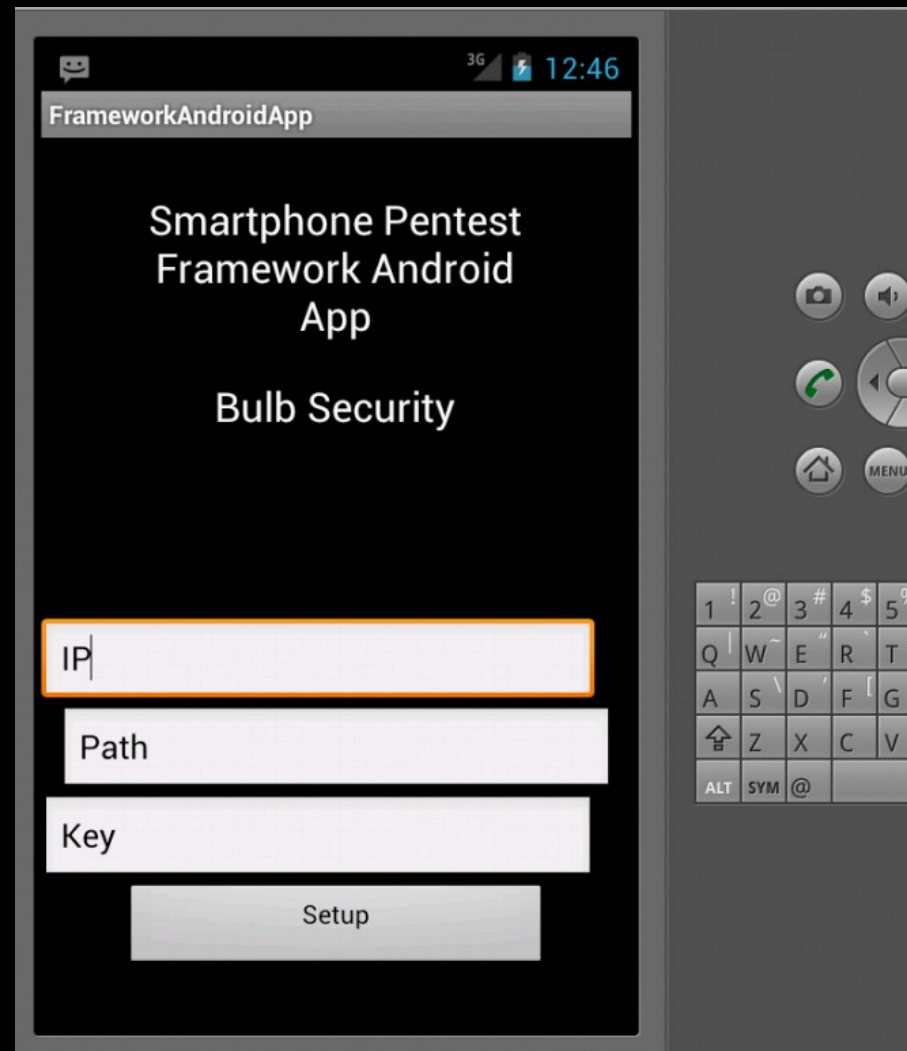 3G 12:46
FrameworkAndroidApp
Smartphone Pentest
Framework Android
App
Bulb Security
IP
Path
Key
Setup
MENU
1 ! 2 @ 3 # 4 $ 5 %
Q | W ~ E " R ` T
A S \ D ' F [ G
Z X C V
ALT SYM @